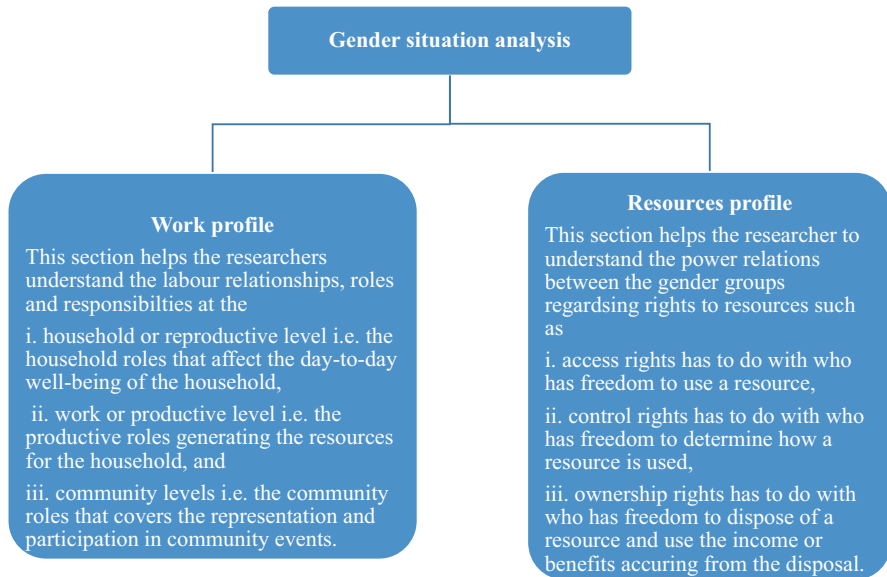 Gender situation analysis
Work profile
This section helps the researchers
understand the labour relationships, roles
and responsibilties at the
i. household or reproductive level i.e. the
household roles that affect the day-to-day
well-being of the household,
ii. work or productive level i.e. the
productive roles generating the resources
for the household, and
iii. community levels i.e. the community
roles that covers the representation and
participation in community events.
Resources profile
This section helps the researcher to
understand the power relations
between the gender groups
regardsing rights to resources such
as
i. access rights has to do with who
has freedom to use a resource,
ii. control rights has to do with who
has freedom to determine how a
resource is used,
iii. ownership rights has to do with
who has freedom to dispose of a
resource and use the income or
benefits accuring from the disposal.